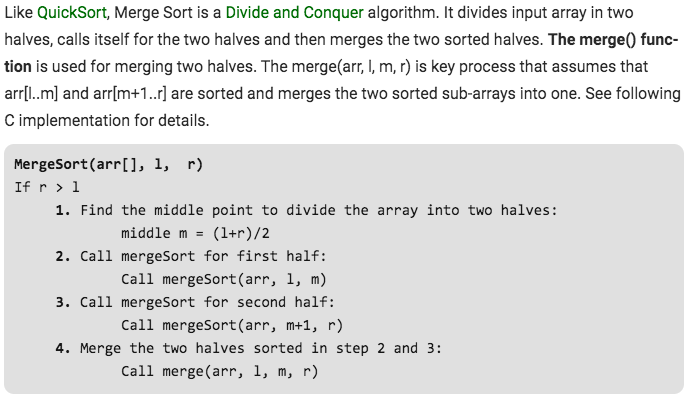 Like QuickSort, Merge Sort is a Divide and Conquer algorithm. It divides input array in two
halves, calls itself for the two halves and then merges the two sorted halves. The merge() func-
tion is used for merging two halves. The merge(arr, l, m, r) is key process that assumes that
arr[l..m] and arr[m+1..r] are sorted and merges the two sorted sub-arrays into one. See following
C implementation for details.
MergeSort(arr[], l,  r)
If r > l
     1. Find the middle point to divide the array into two halves:
             middle m = (l+r)/2
     2. Call mergeSort for first half:
             Call mergeSort(arr, l, m)
     3. Call mergeSort for second half:
             Call mergeSort(arr, m+1, r)
     4. Merge the two halves sorted in step 2 and 3:
             Call merge(arr, l, m, r)